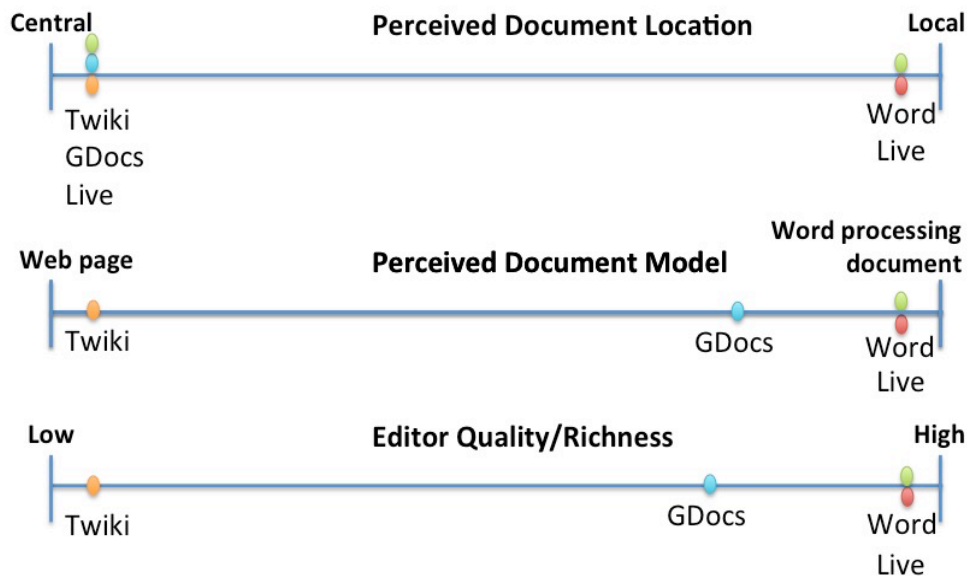 Central Perceived Document Location Local
Twiki Word
GDocs Live
Live
Word processing
Web page Perceived Document Model document
Twiki GDocs Word
Live
Low Editor Quality/Richness High
Twiki GDocs Word
Live